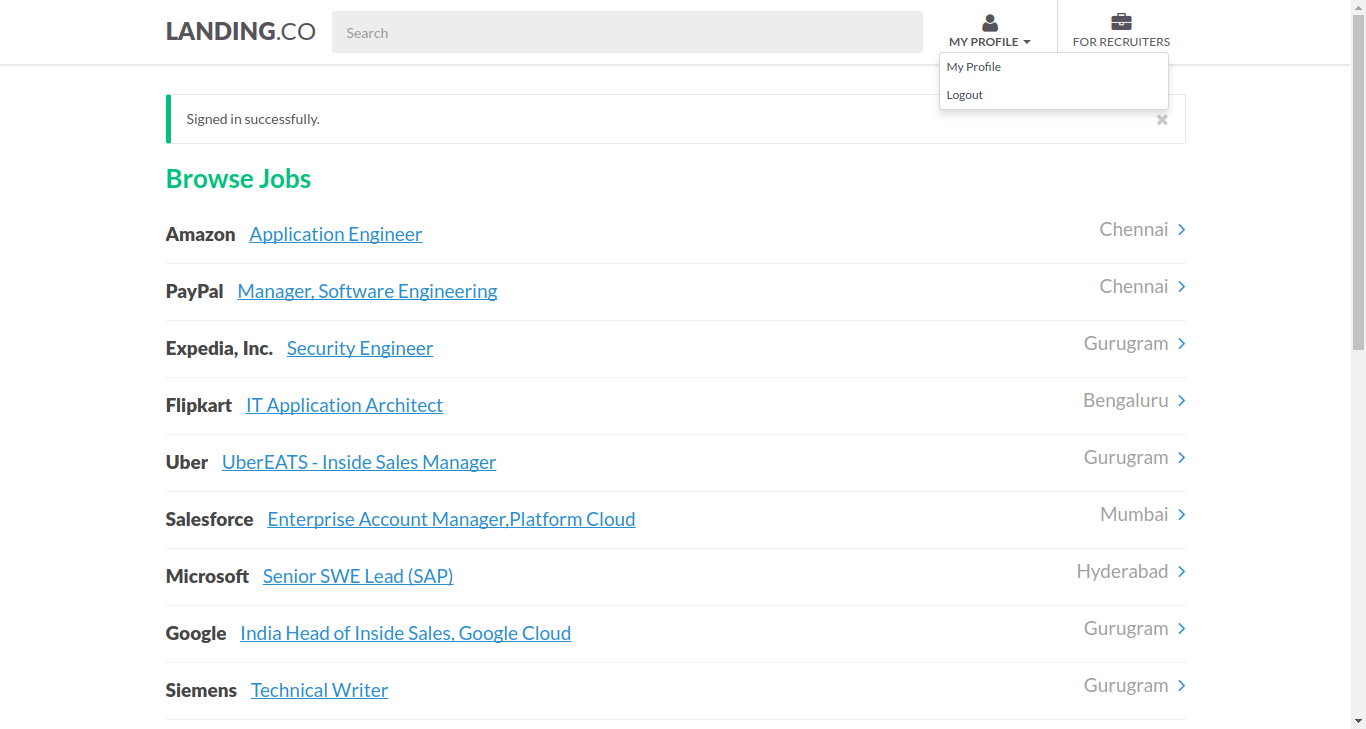 LANDING.CO
Search
MY PROFILE
FOR RECRUITERS
My Profile
Logout
Signed in successfully.
Browse Jobs
Amazon Application Engineer Chennai
PayPal Manager, Software Engineering Chennai
Expedia, Inc. Security Engineer Gurugram
Flipkart IT Application Architect Bengaluru
Uber UberEATS - Inside Sales Manager Gurugram
Salesforce Enterprise Account Manager,Platform Cloud Mumbai
Microsoft Senior SWE Lead (SAP) Hyderabad
Google India Head of Inside Sales, Google Cloud Gurugram
Siemens Technical Writer Gurugram